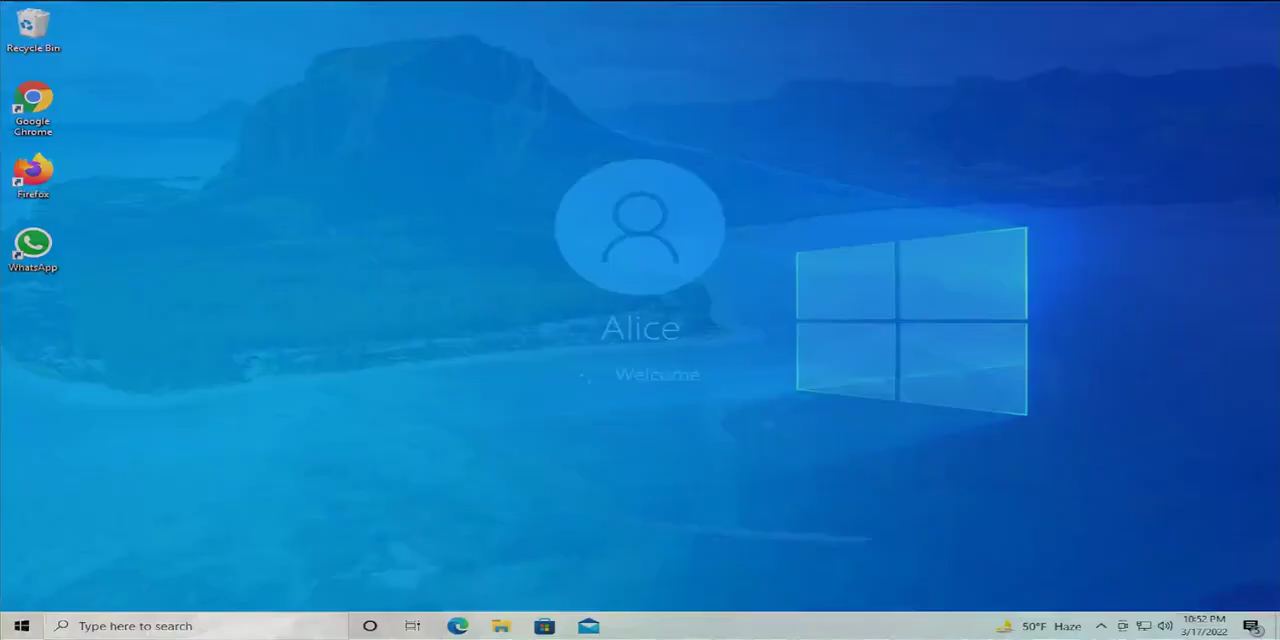 Recycle Bin
Google
Chrome
Firefox
WhatsApp
Alice
Welcome
Type here to search
50°F Haze
10:52 PM
3/17/2022